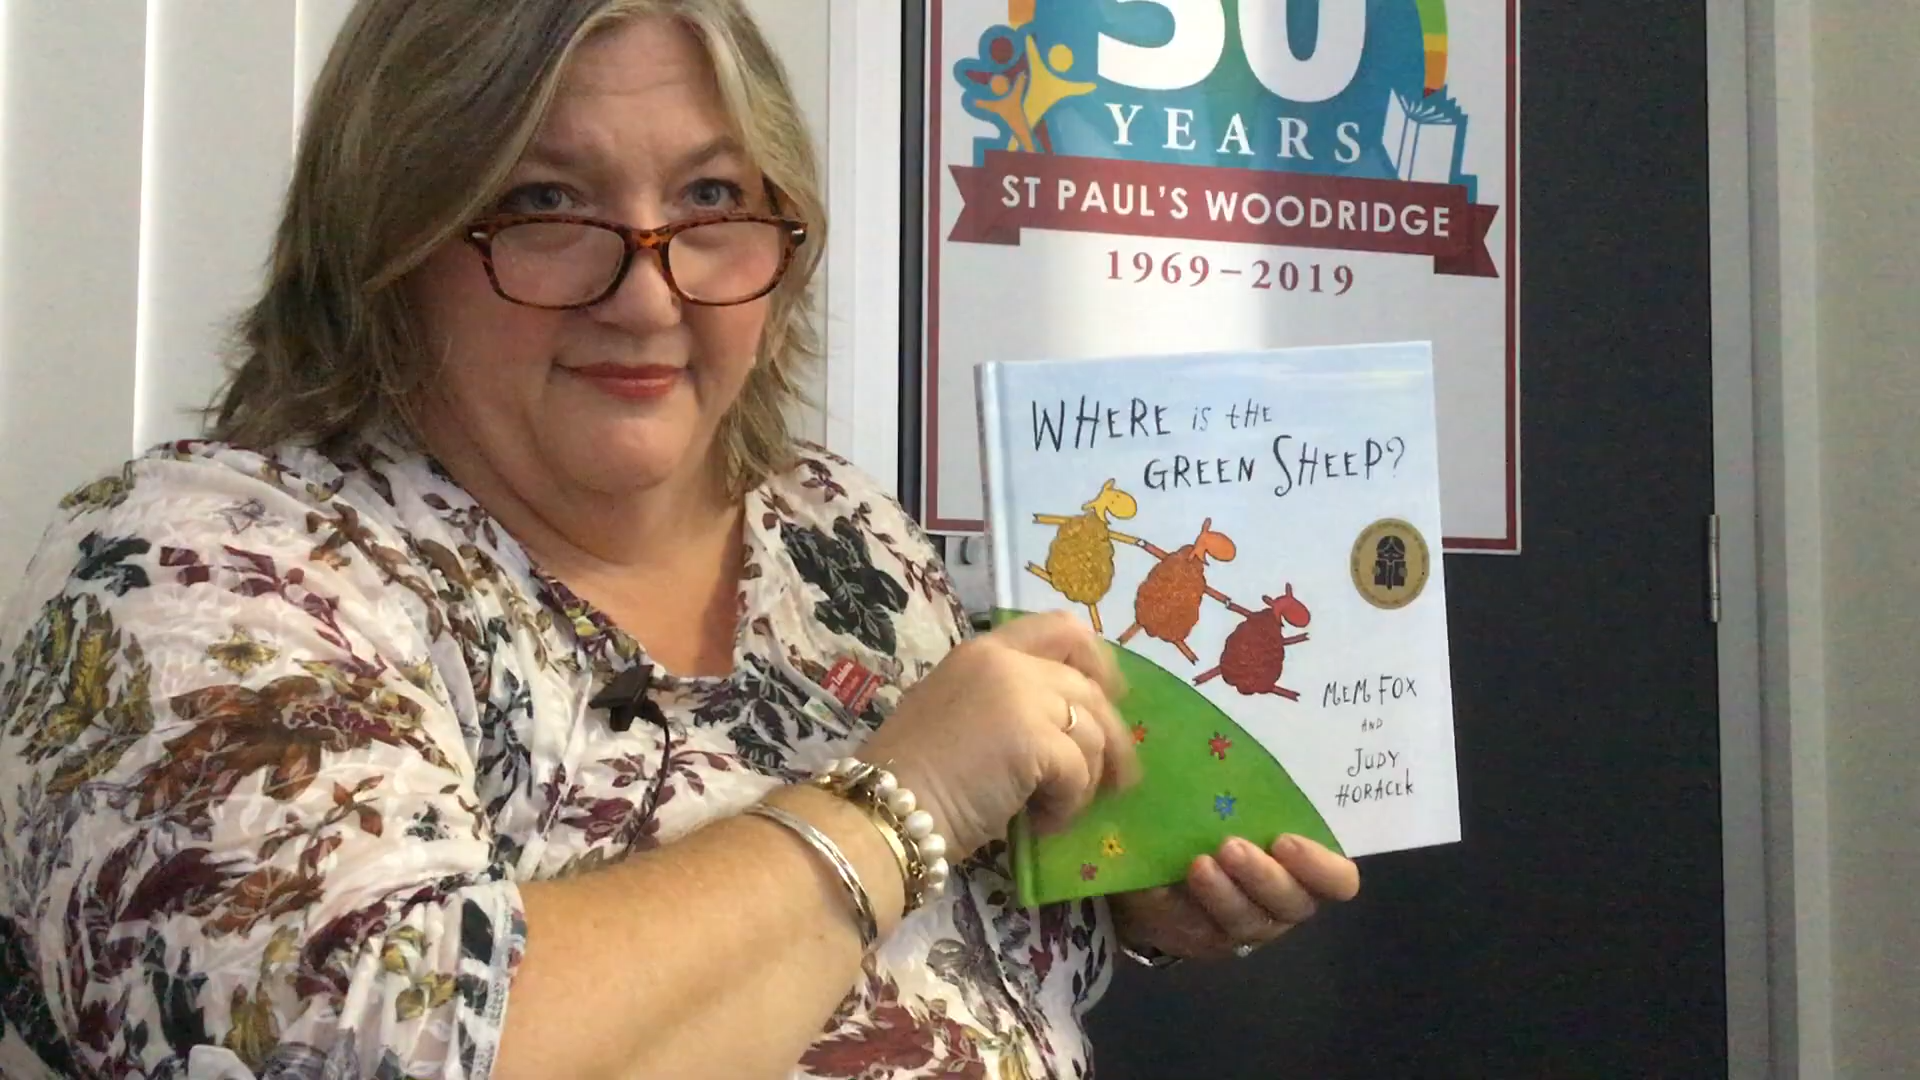 50
YEARS
ST PAUL'S WOODRIDGE
1969–2019
WHERE is the
GREEN SHEEP?
MEM FOX
AND
JUDY
HORACEK